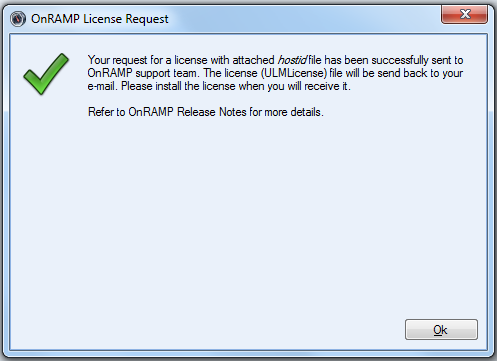 OnRAMP License Request
Your request for a license with attached hostid file has been successfully sent to
OnRAMP support team. The license (ULMLicense) file will be send back to your
e-mail. Please install the license when you will receive it.
Refer to OnRAMP Release Notes for more details.
Ok